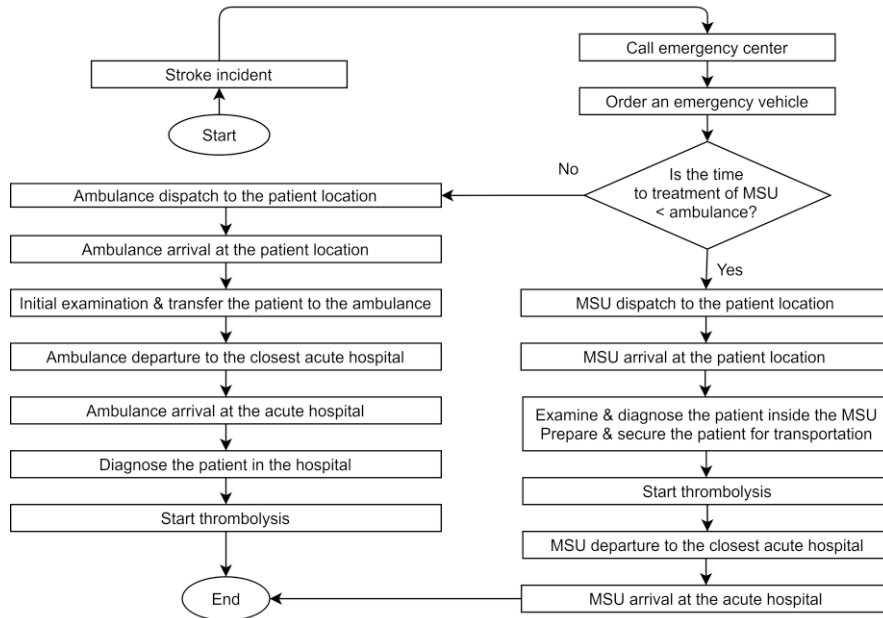 Start
Stroke incident
Call emergency center
Order an emergency vehicle
Is the time
to treatment of MSU
< ambulance?
No
Ambulance dispatch to the patient location
Ambulance arrival at the patient location
Initial examination & transfer the patient to the ambulance
Ambulance departure to the closest acute hospital
Ambulance arrival at the acute hospital
Diagnose the patient in the hospital
Start thrombolysis
Yes
MSU dispatch to the patient location
MSU arrival at the patient location
Examine & diagnose the patient inside the MSU
Prepare & secure the patient for transportation
Start thrombolysis
MSU departure to the closest acute hospital
MSU arrival at the acute hospital
End